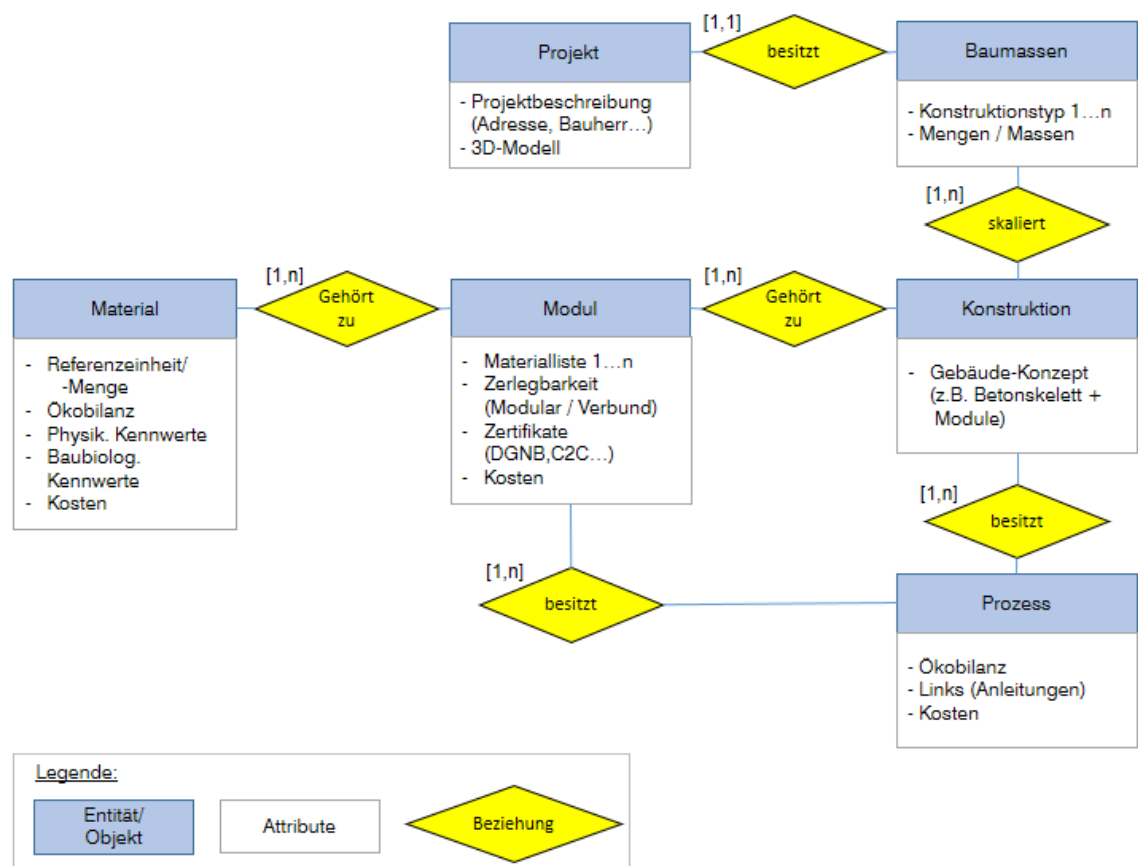 [1,1]
Projekt
besitzt
Baumassen
- Projektbeschreibung
(Adresse, Bauherr...)
- 3D-Modell
- Konstruktionstyp 1...n
- Mengen / Massen
[1,n]
skaliert
[1,n]
Gehört
zu
[1,n]
Gehört
zu
Material
Modul
Konstruktion
- Referenzeinheit/
-Menge
- Ökobilanz
- Physik. Kennwerte
- Baubiolog.
Kennwerte
- Kosten
- Materialliste 1...n
- Zerlegbarkeit
(Modular / Verbund)
- Zertifikate
(DGNB,C2C...)
- Kosten
- Gebäude-Konzept
(z.B. Betonskelett +
Module)
[1,n]
besitzt
[1,n]
besitzt
Prozess
- Ökobilanz
- Links (Anleitungen)
- Kosten
Legende:
Entität/
Objekt
Attribute
Beziehung